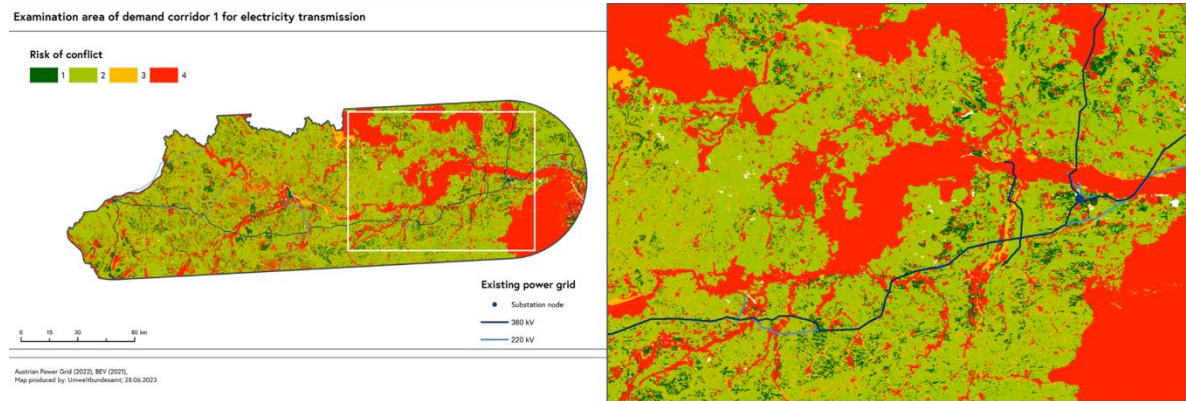 Examination area of demand corridor 1 for electricity transmission
Risk of conflict
1 2 3 4
Existing power grid
Substation node
380 kV
220 kV
0 15 30 60 km
Austrian Power Grid (2022), BEV (2021),
Map produced by: Umweltbundesamt; 28.06.2023